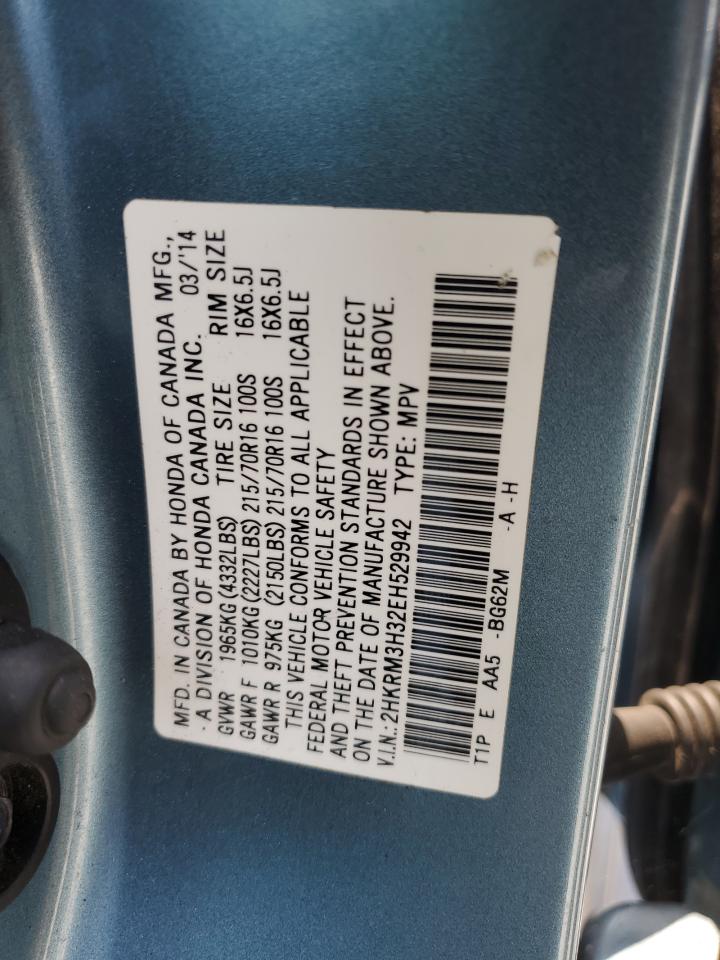 MFD. IN CANADA BY HONDA OF CANADA MFG.,
- A DIVISION OF HONDA CANADA INC. 03/'14
GVWR 1965KG (4332LBS) TIRE SIZE RIM SIZE
GAWR F 1010KG (2227LBS) 215/70R16 100S 16X6.5J
GAWR R 975KG (2150LBS) 215/70R16 100S 16X6.5J
THIS VEHICLE CONFORMS TO ALL APPLICABLE
FEDERAL MOTOR VEHICLE SAFETY
AND THEFT PREVENTION STANDARDS IN EFFECT
ON THE DATE OF MANUFACTURE SHOWN ABOVE.
V.I.N.: 2HKRM3H32EH529942 TYPE: MPV
T1P E AA5 -BG62M -A -H